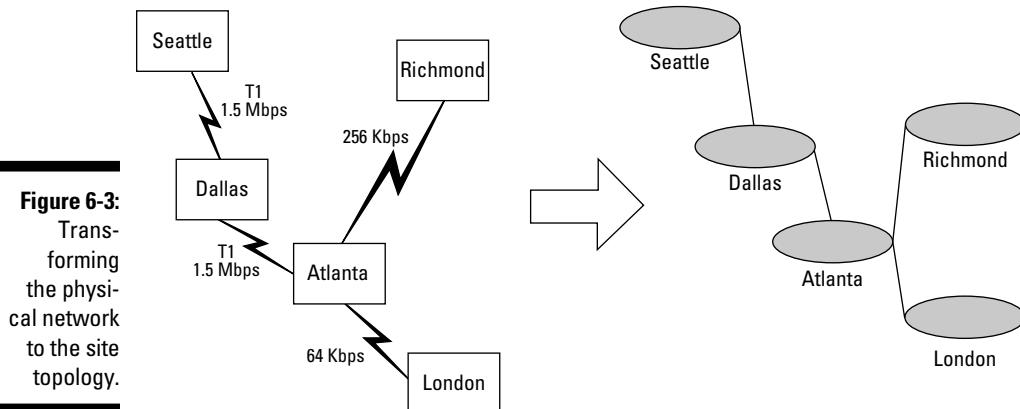 Figure 6-3:
Trans-
forming
the physi-
cal network
to the site
topology.
Seattle
T1
1.5 Mbps
Richmond
256 Kbps
Dallas
T1
1.5 Mbps
Atlanta
64 Kbps
London
Seattle
Dallas
Richmond
Atlanta
London